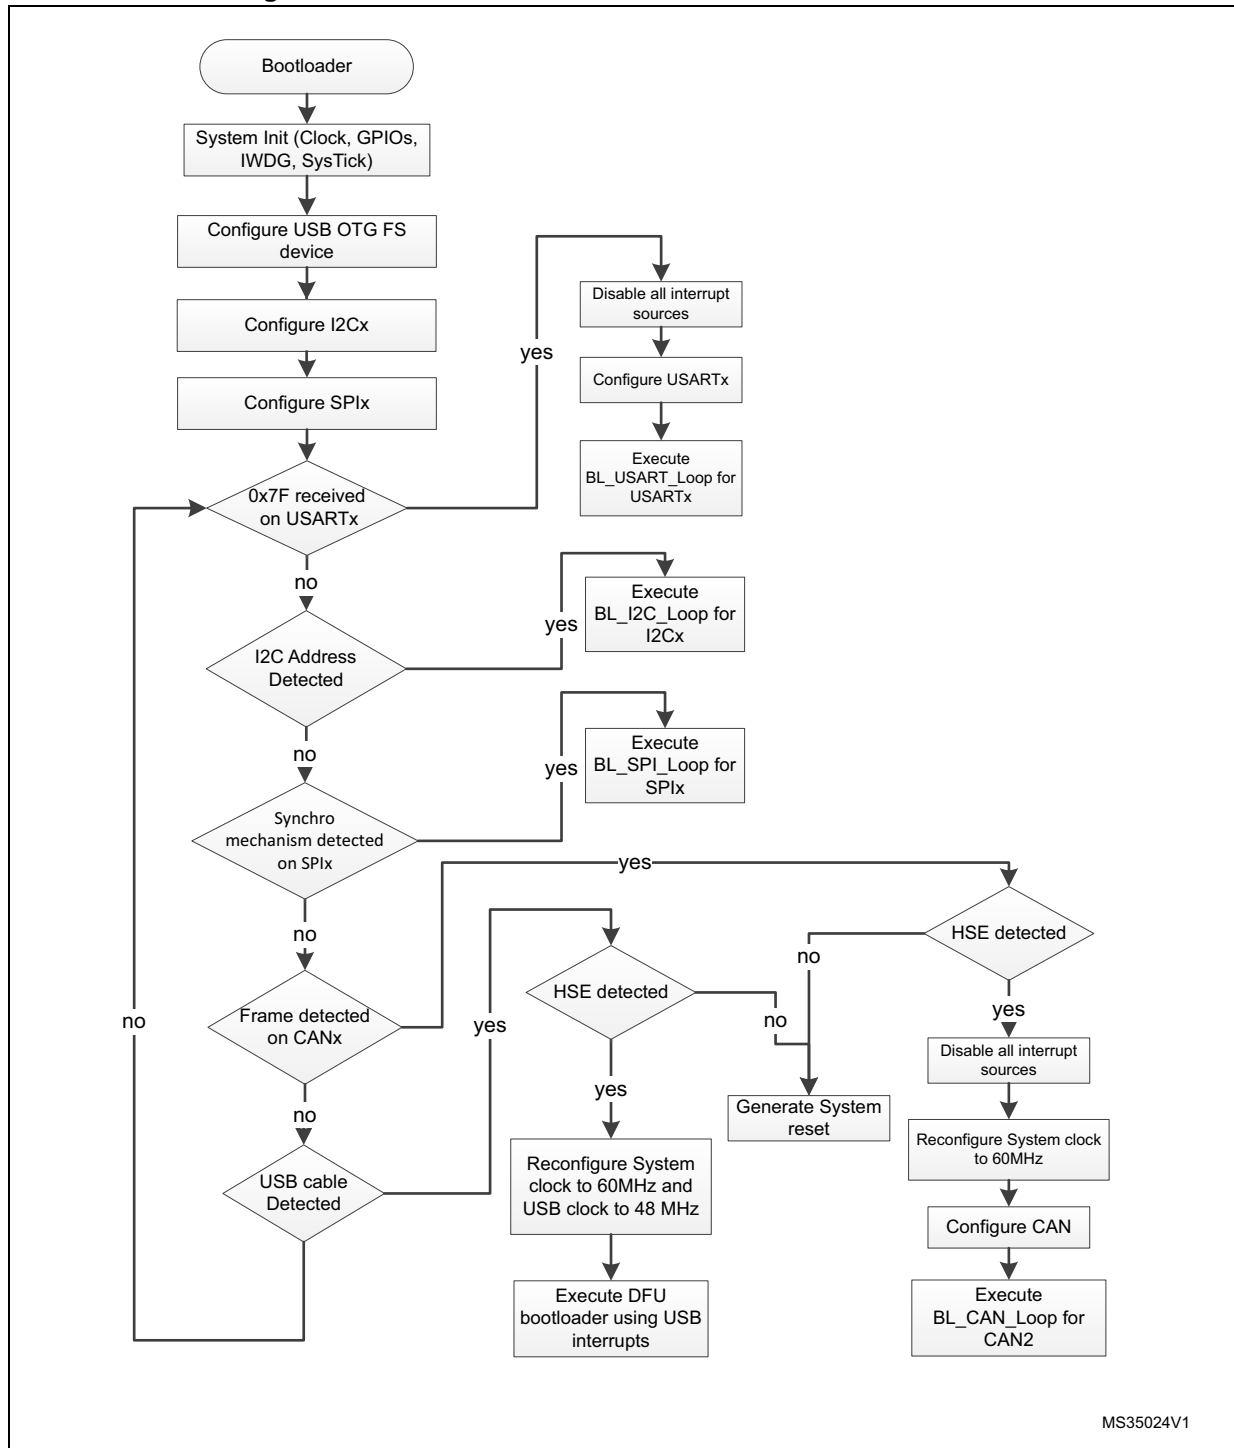 Bootloader
System Init (Clock, GPIOs,
IWDG, SysTick)
Configure USB OTG FS
device
Configure I2Cx
Configure SPIx
0x7F received
on USARTx
yes
Disable all interrupt
sources
Configure USARTx
Execute
BL_USART_Loop for
USARTx
no
I2C Address
Detected
yes
Execute
BL_I2C_Loop for
I2Cx
no
Synchro
mechanism detected
on SPIx
yes
Execute
BL_SPI_Loop for
SPIx
no
Frame detected
on CANx
yes
HSE detected
no
yes
Disable all interrupt
sources
Reconfigure System clock
to 60MHz
Configure CAN
Execute
BL_CAN_Loop for
CAN2
no
USB cable
Detected
yes
HSE detected
no
Generate System
reset
yes
Reconfigure System
clock to 60MHz and
USB clock to 48 MHz
Execute DFU
bootloader using USB
interrupts
no
MS35024V1